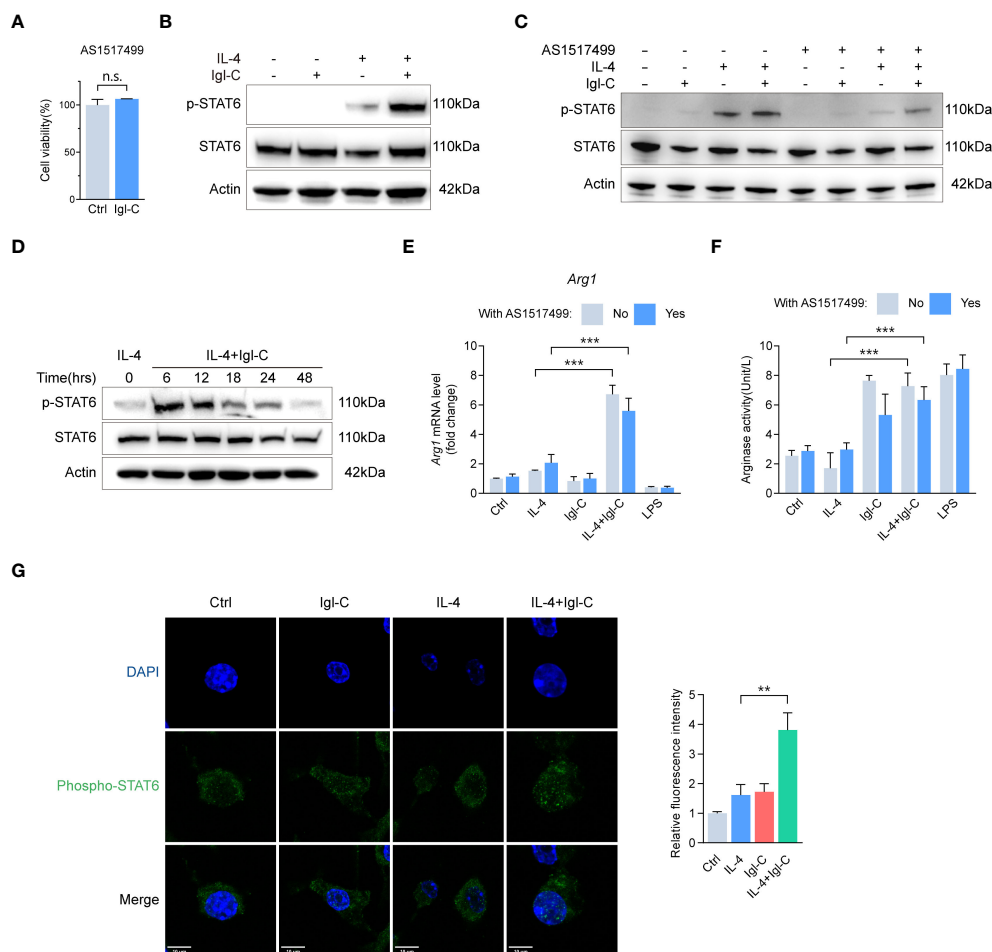 A
AS1517499
n.s.
Cell viability(%)
100
50
0
Ctrl Igl-C
B
IL-4 - - + +
Igl-C - + - +
p-STAT6 110kDa
STAT6 110kDa
Actin 42kDa
C
AS1517499 - - - - + + + +
IL-4 - - + + - - + +
Igl-C - + - + - + - +
p-STAT6 110kDa
STAT6 110kDa
Actin 42kDa
D
IL-4 IL-4+Igl-C
Time(hrs) 0 6 12 18 24 48
p-STAT6 110kDa
STAT6 110kDa
Actin 42kDa
E
Arg1
With AS1517499: No Yes
Arg1 mRNA level
(fold change)
10
8
6
4
2
0
***
***
Ctrl IL-4 Igl-C IL-4+Igl-C LPS
F
With AS1517499: No Yes
Arginase activity(Unit/L)
10
8
6
4
2
0
***
***
Ctrl IL-4 Igl-C IL-4+Igl-C LPS
G
Ctrl Igl-C IL-4 IL-4+Igl-C
DAPI
Phospho-STAT6
Merge
Relative fluorescence intensity
5
4
3
2
1
0
**
Ctrl IL-4 Igl-C IL-4+Igl-C